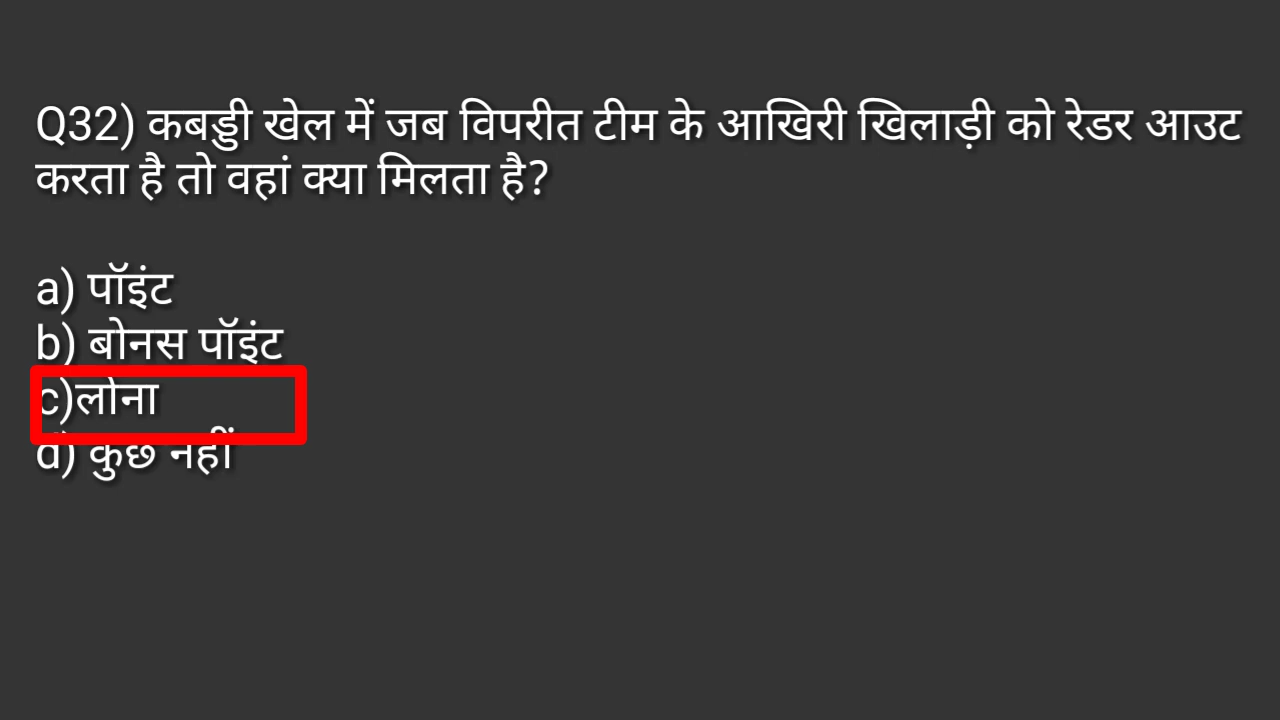 Q32) कबड्डी खेल में जब विपरीत टीम के आखिरी खिलाड़ी को रेडर आउट
करता है तो वहां क्या मिलता है?
a) पॉइंट
b) बोनस पॉइंट
c)लोना
d) कुछ नहीं